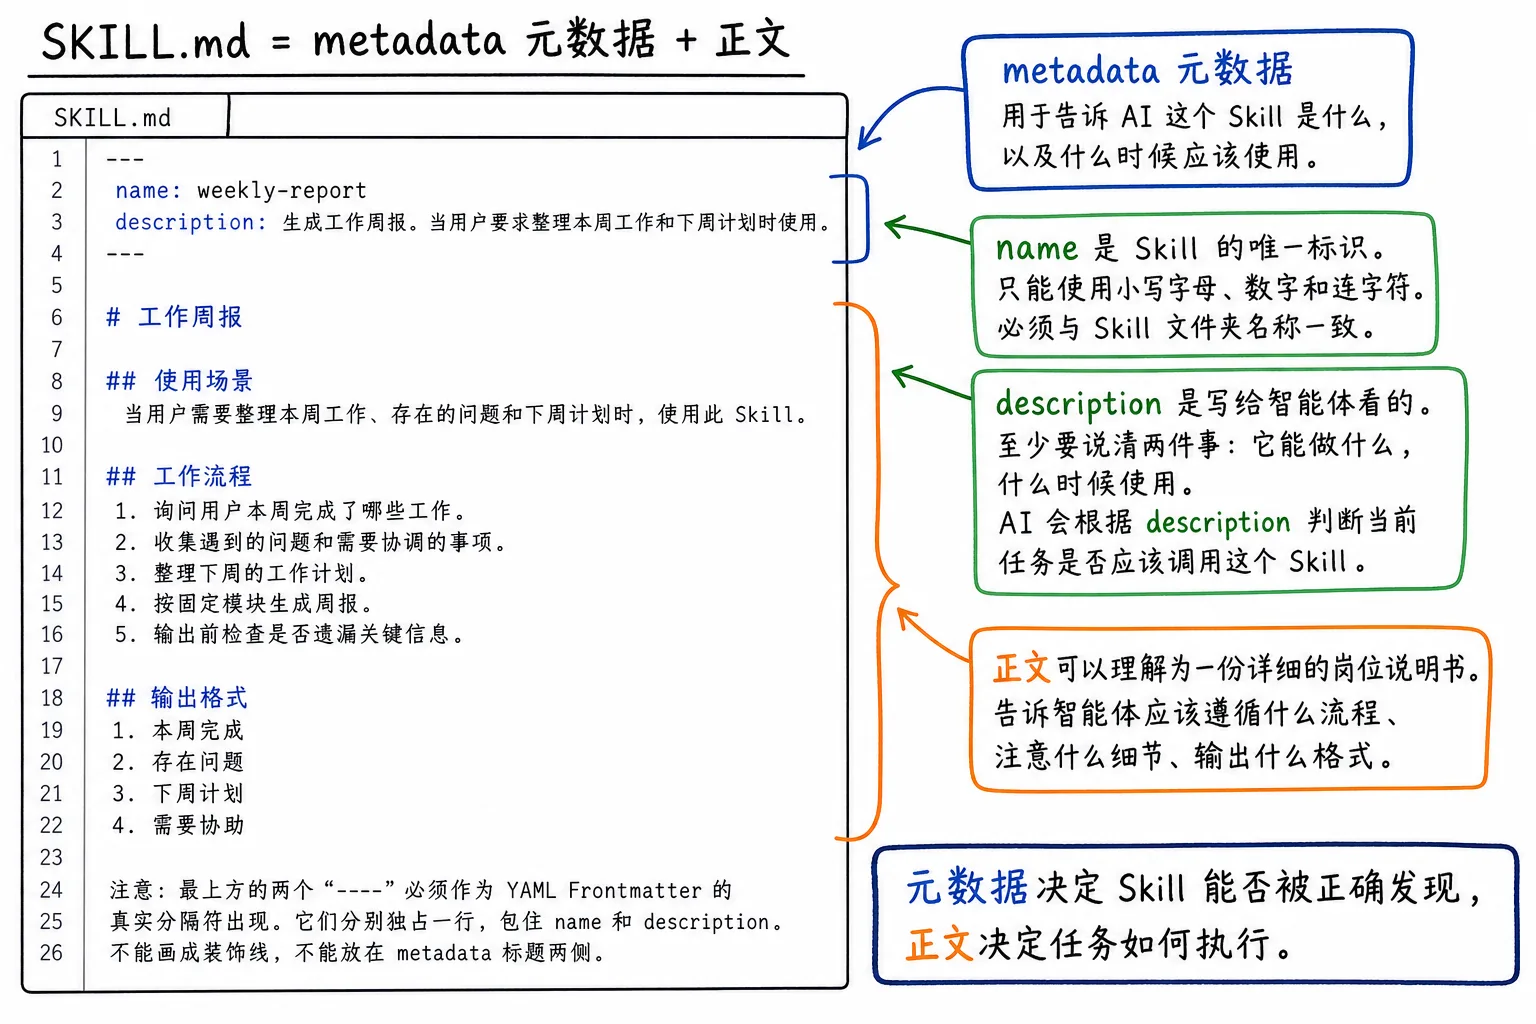 SKILL.md = metadata 元数据 + 正文
SKILL.md
1 ---
2 name: weekly-report
3 description: 生成工作周报。当用户要求整理本周工作和下周计划时使用。
4 ---
5
6 # 工作周报
7
8 ## 使用场景
9 当用户需要整理本周工作、存在的问题和下周计划时，使用此 Skill。
10
11 ## 工作流程
12 1. 询问用户本周完成了哪些工作。
13 2. 收集遇到的问题和需要协调的事项。
14 3. 整理下周的工作计划。
15 4. 按固定模块生成周报。
16 5. 输出前检查是否遗漏关键信息。
17
18 ## 输出格式
19 1. 本周完成
20 2. 存在问题
21 3. 下周计划
22 4. 需要协助
23
24 注意：最上方的两个“----”必须作为 YAML Frontmatter 的
25 真实分隔符出现。它们分别独占一行，包住 name 和 description。
26 不能画成装饰线，不能放在 metadata 标题两侧。
metadata 元数据
用于告诉 AI 这个 Skill 是什么，
以及什么时候应该使用。
name 是 Skill 的唯一标识。
只能使用小写字母、数字和连字符。
必须与 Skill 文件夹名称一致。
description 是写给智能体看的。
至少要说清两件事：它能做什么，
什么时候使用。
AI 会根据 description 判断当前
任务是否应该调用这个 Skill。
正文可以理解为一份详细的岗位说明书。
告诉智能体应该遵循什么流程、
注意什么细节、输出什么格式。
元数据决定 Skill 能否被正确发现，
正文决定任务如何执行。